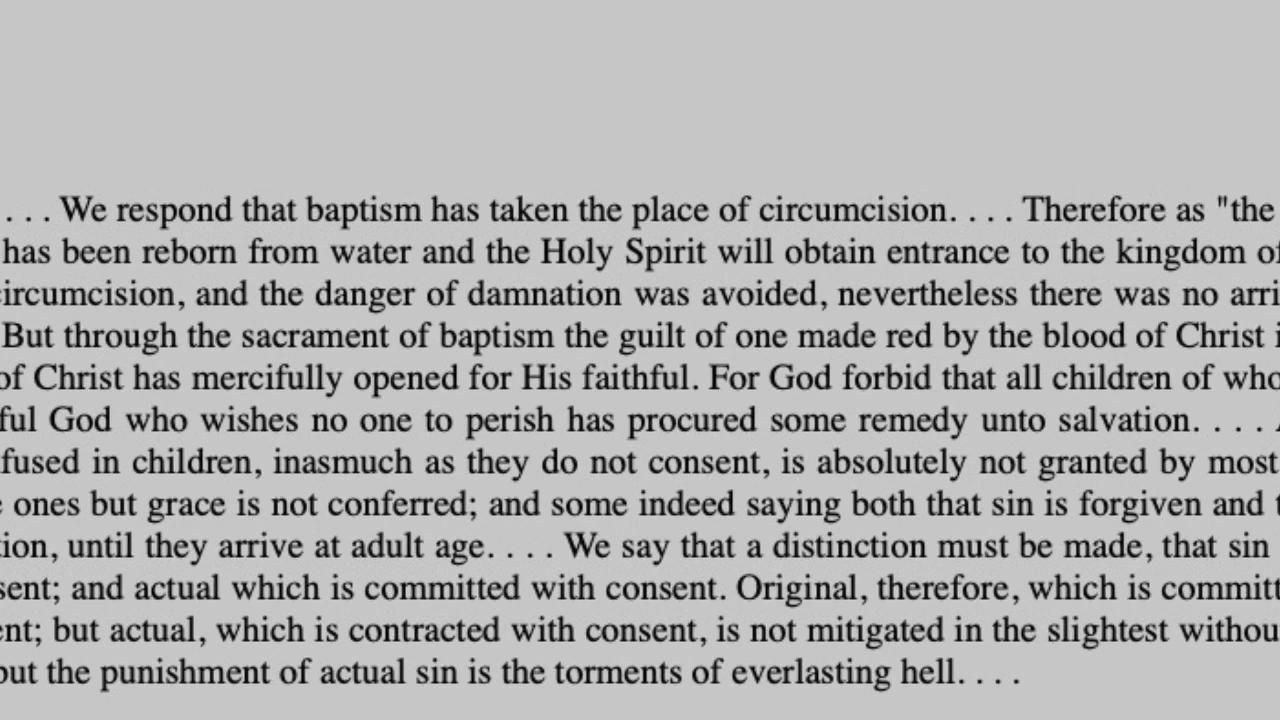 . . . We respond that baptism has taken the place of circumcision. . . . Therefore as "the
has been reborn from water and the Holy Spirit will obtain entrance to the kingdom of
circumcision, and the danger of damnation was avoided, nevertheless there was no arri
But through the sacrament of baptism the guilt of one made red by the blood of Christ i
of Christ has mercifully opened for His faithful. For God forbid that all children of who
ful God who wishes no one to perish has procured some remedy unto salvation. . . .
fused in children, inasmuch as they do not consent, is absolutely not granted by most
ones but grace is not conferred; and some indeed saying both that sin is forgiven and
tion, until they arrive at adult age. . . . We say that a distinction must be made, that sin
sent; and actual which is committed with consent. Original, therefore, which is committ
ent; but actual, which is contracted with consent, is not mitigated in the slightest withou
but the punishment of actual sin is the torments of everlasting hell. . . .